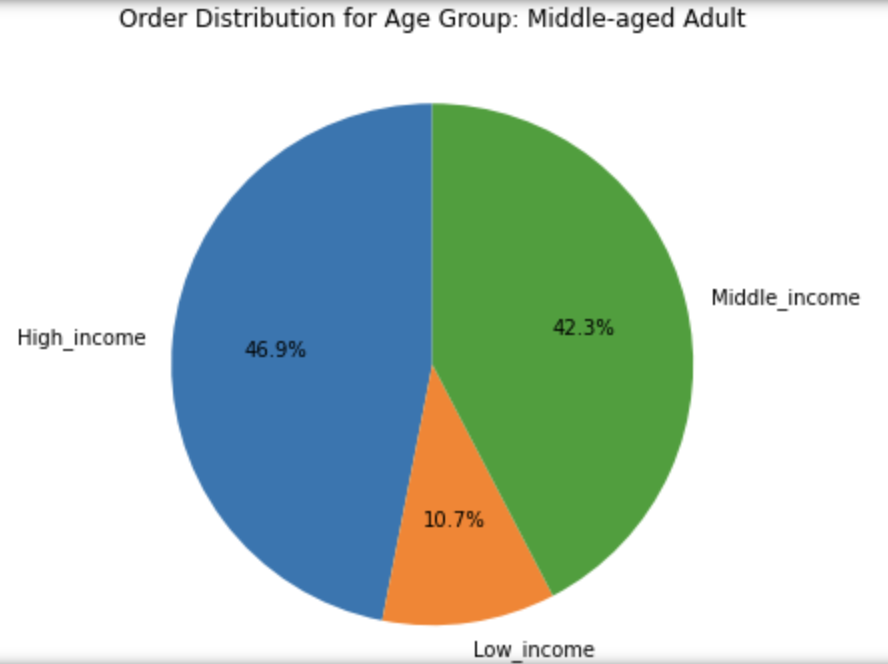 Order Distribution for Age Group: Middle-aged Adult
Middle_income
42.3%
High_income
46.9%
10.7%
Low_income